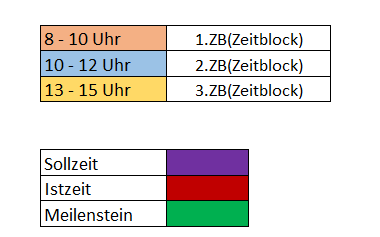 8 - 10 Uhr 1.ZB(Zeitblock)
10 - 12 Uhr 2.ZB(Zeitblock)
13 - 15 Uhr 3.ZB(Zeitblock)
Sollzeit
Istzeit
Meilenstein